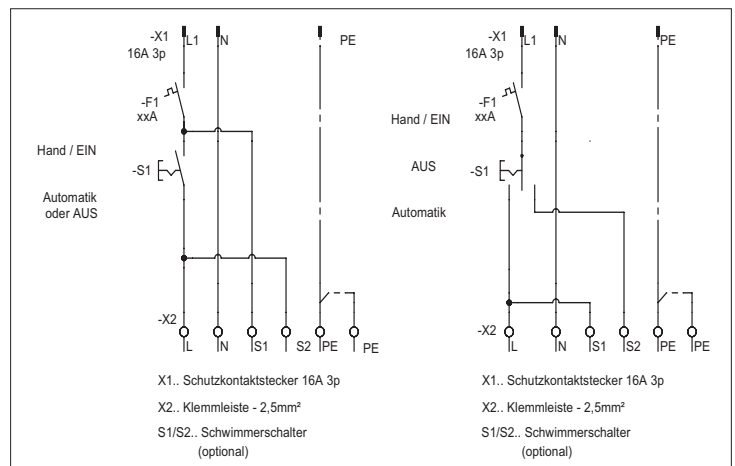 -X1
16A 3p
L1
N
PE
-F1
xxA
Hand / EIN
-S1
Automatik
oder AUS
-X2
L
N
S1
S2
PE
PE
X1.. Schutzkontaktstecker 16A 3p
X2.. Klemmleiste - 2,5mm²
S1/S2.. Schwimmerschalter
(optional)
-X1
16A 3p
L1
N
PE
-F1
xxA
Hand / EIN
AUS
-S1
Automatik
-X2
L
N
S1
S2
PE
PE
X1.. Schutzkontaktstecker 16A 3p
X2.. Klemmleiste - 2,5mm²
S1/S2.. Schwimmerschalter
(optional)